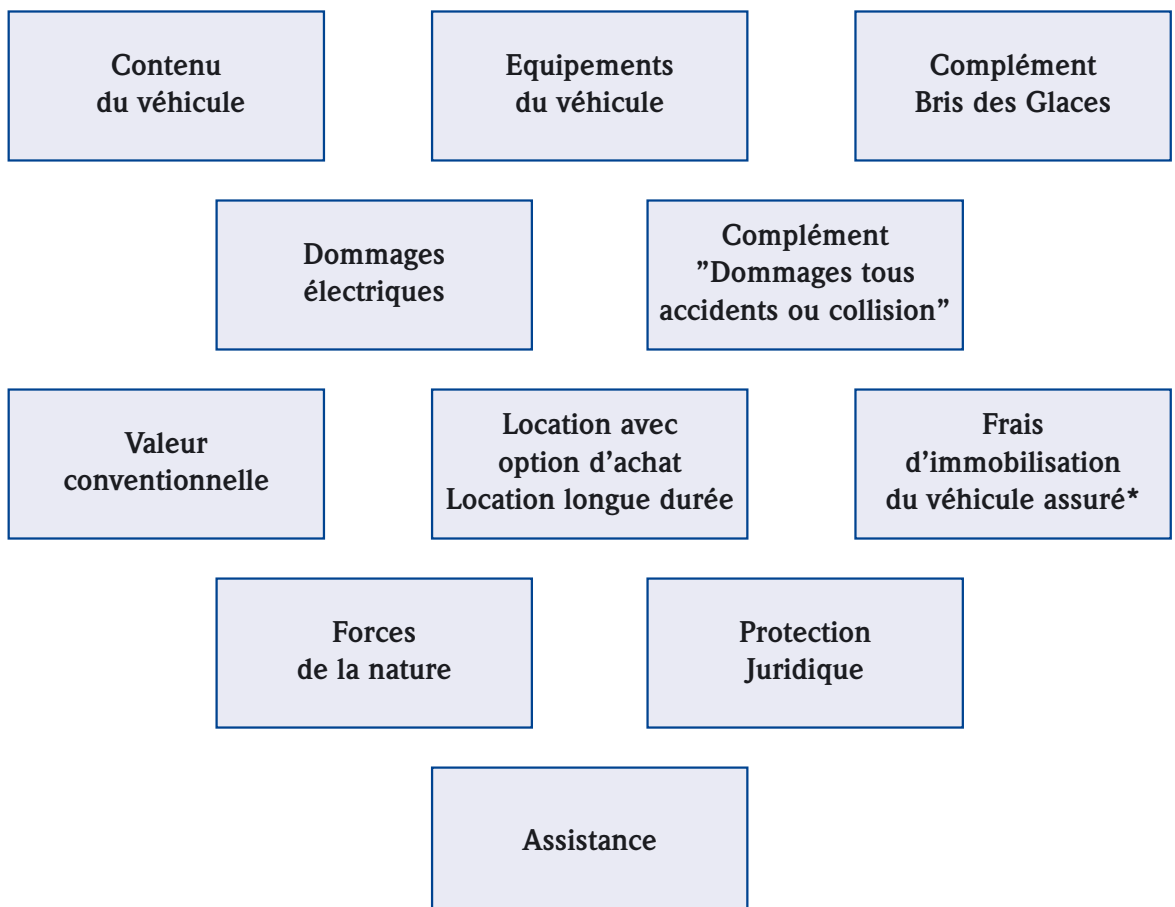 Contenu
du véhicule
Equipements
du véhicule
Complément
Bris des Glaces
Dommages
électriques
Complément
”Dommages tous
accidents ou collision”
Valeur
conventionnelle
Location avec
option d’achat
Location longue durée
Frais
d’immobilisation
du véhicule assuré*
Forces
de la nature
Protection
Juridique
Assistance